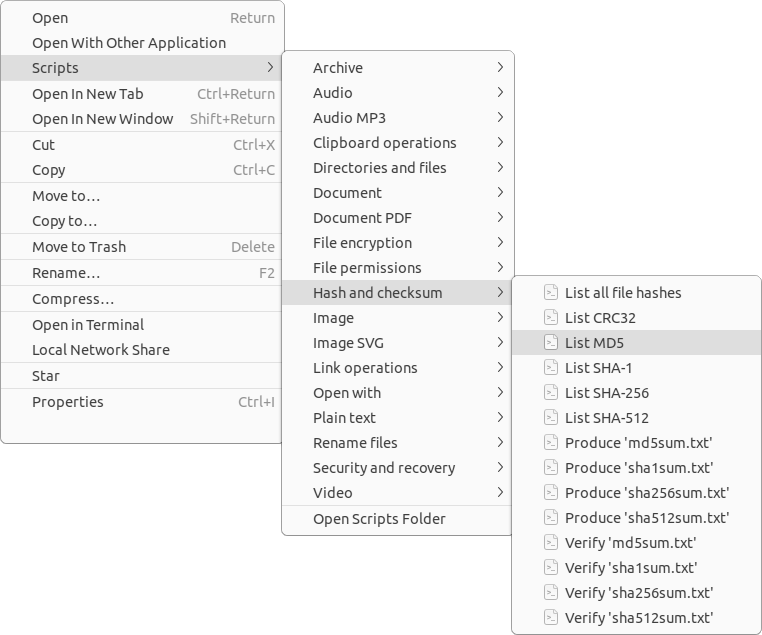 Open Return
Open With Other Application
Scripts
Open In New Tab Ctrl+Return
Open In New Window Shift+Return
Cut Ctrl+X
Copy Ctrl+C
Move to…
Copy to…
Move to Trash Delete
Rename… F2
Compress…
Open in Terminal
Local Network Share
Star
Properties Ctrl+I
Archive
Audio
Audio MP3
Clipboard operations
Directories and files
Document
Document PDF
File encryption
File permissions
Hash and checksum
Image
Image SVG
Link operations
Open with
Plain text
Rename files
Security and recovery
Video
Open Scripts Folder
List all file hashes
List CRC32
List MD5
List SHA-1
List SHA-256
List SHA-512
Produce 'md5sum.txt'
Produce 'sha1sum.txt'
Produce 'sha256sum.txt'
Produce 'sha512sum.txt'
Verify 'md5sum.txt'
Verify 'sha1sum.txt'
Verify 'sha256sum.txt'
Verify 'sha512sum.txt'